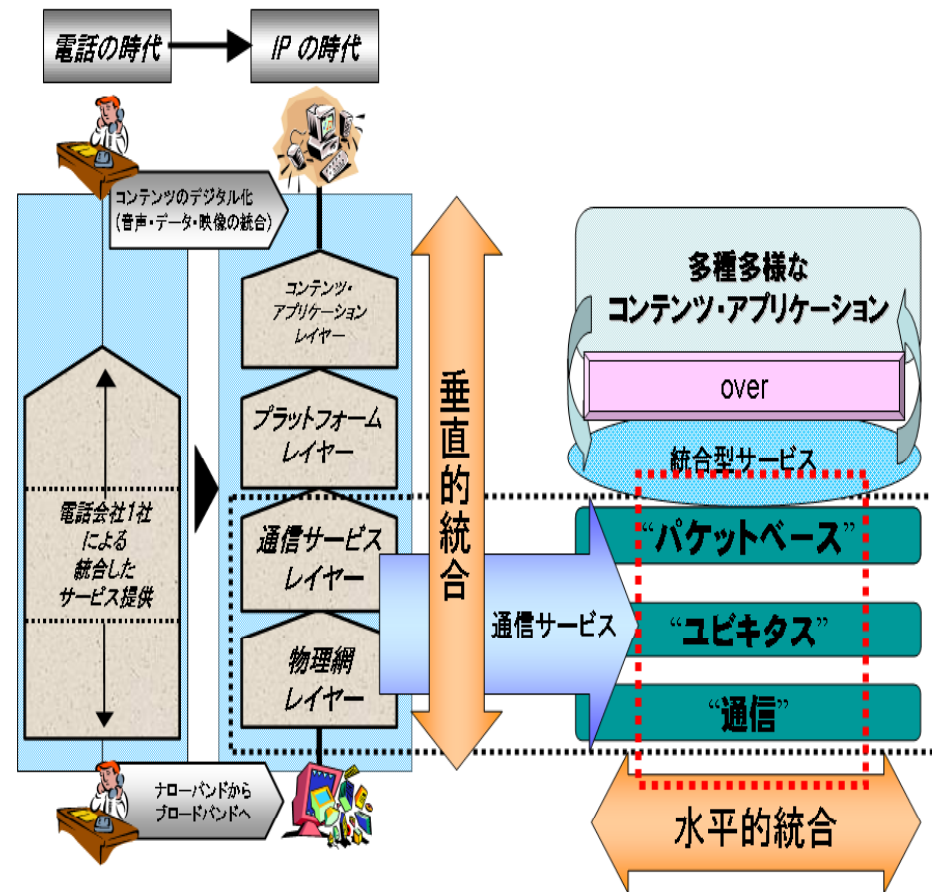 電話の時代
IP の時代
コンテンツのデジタル化
(音声・データ・映像の統合)
コンテンツ・
アプリケーション
レイヤー
プラットフォーム
レイヤー
通信サービス
レイヤー
物理網
レイヤー
電話会社1社
による
統合した
サービス提供
ナローバンドから
ブロードバンドへ
垂直的統合
通信サービス
多種多様な
コンテンツ・アプリケーション
over
統合型サービス
“パケットベース”
“ユビキタス”
“通信”
水平的統合